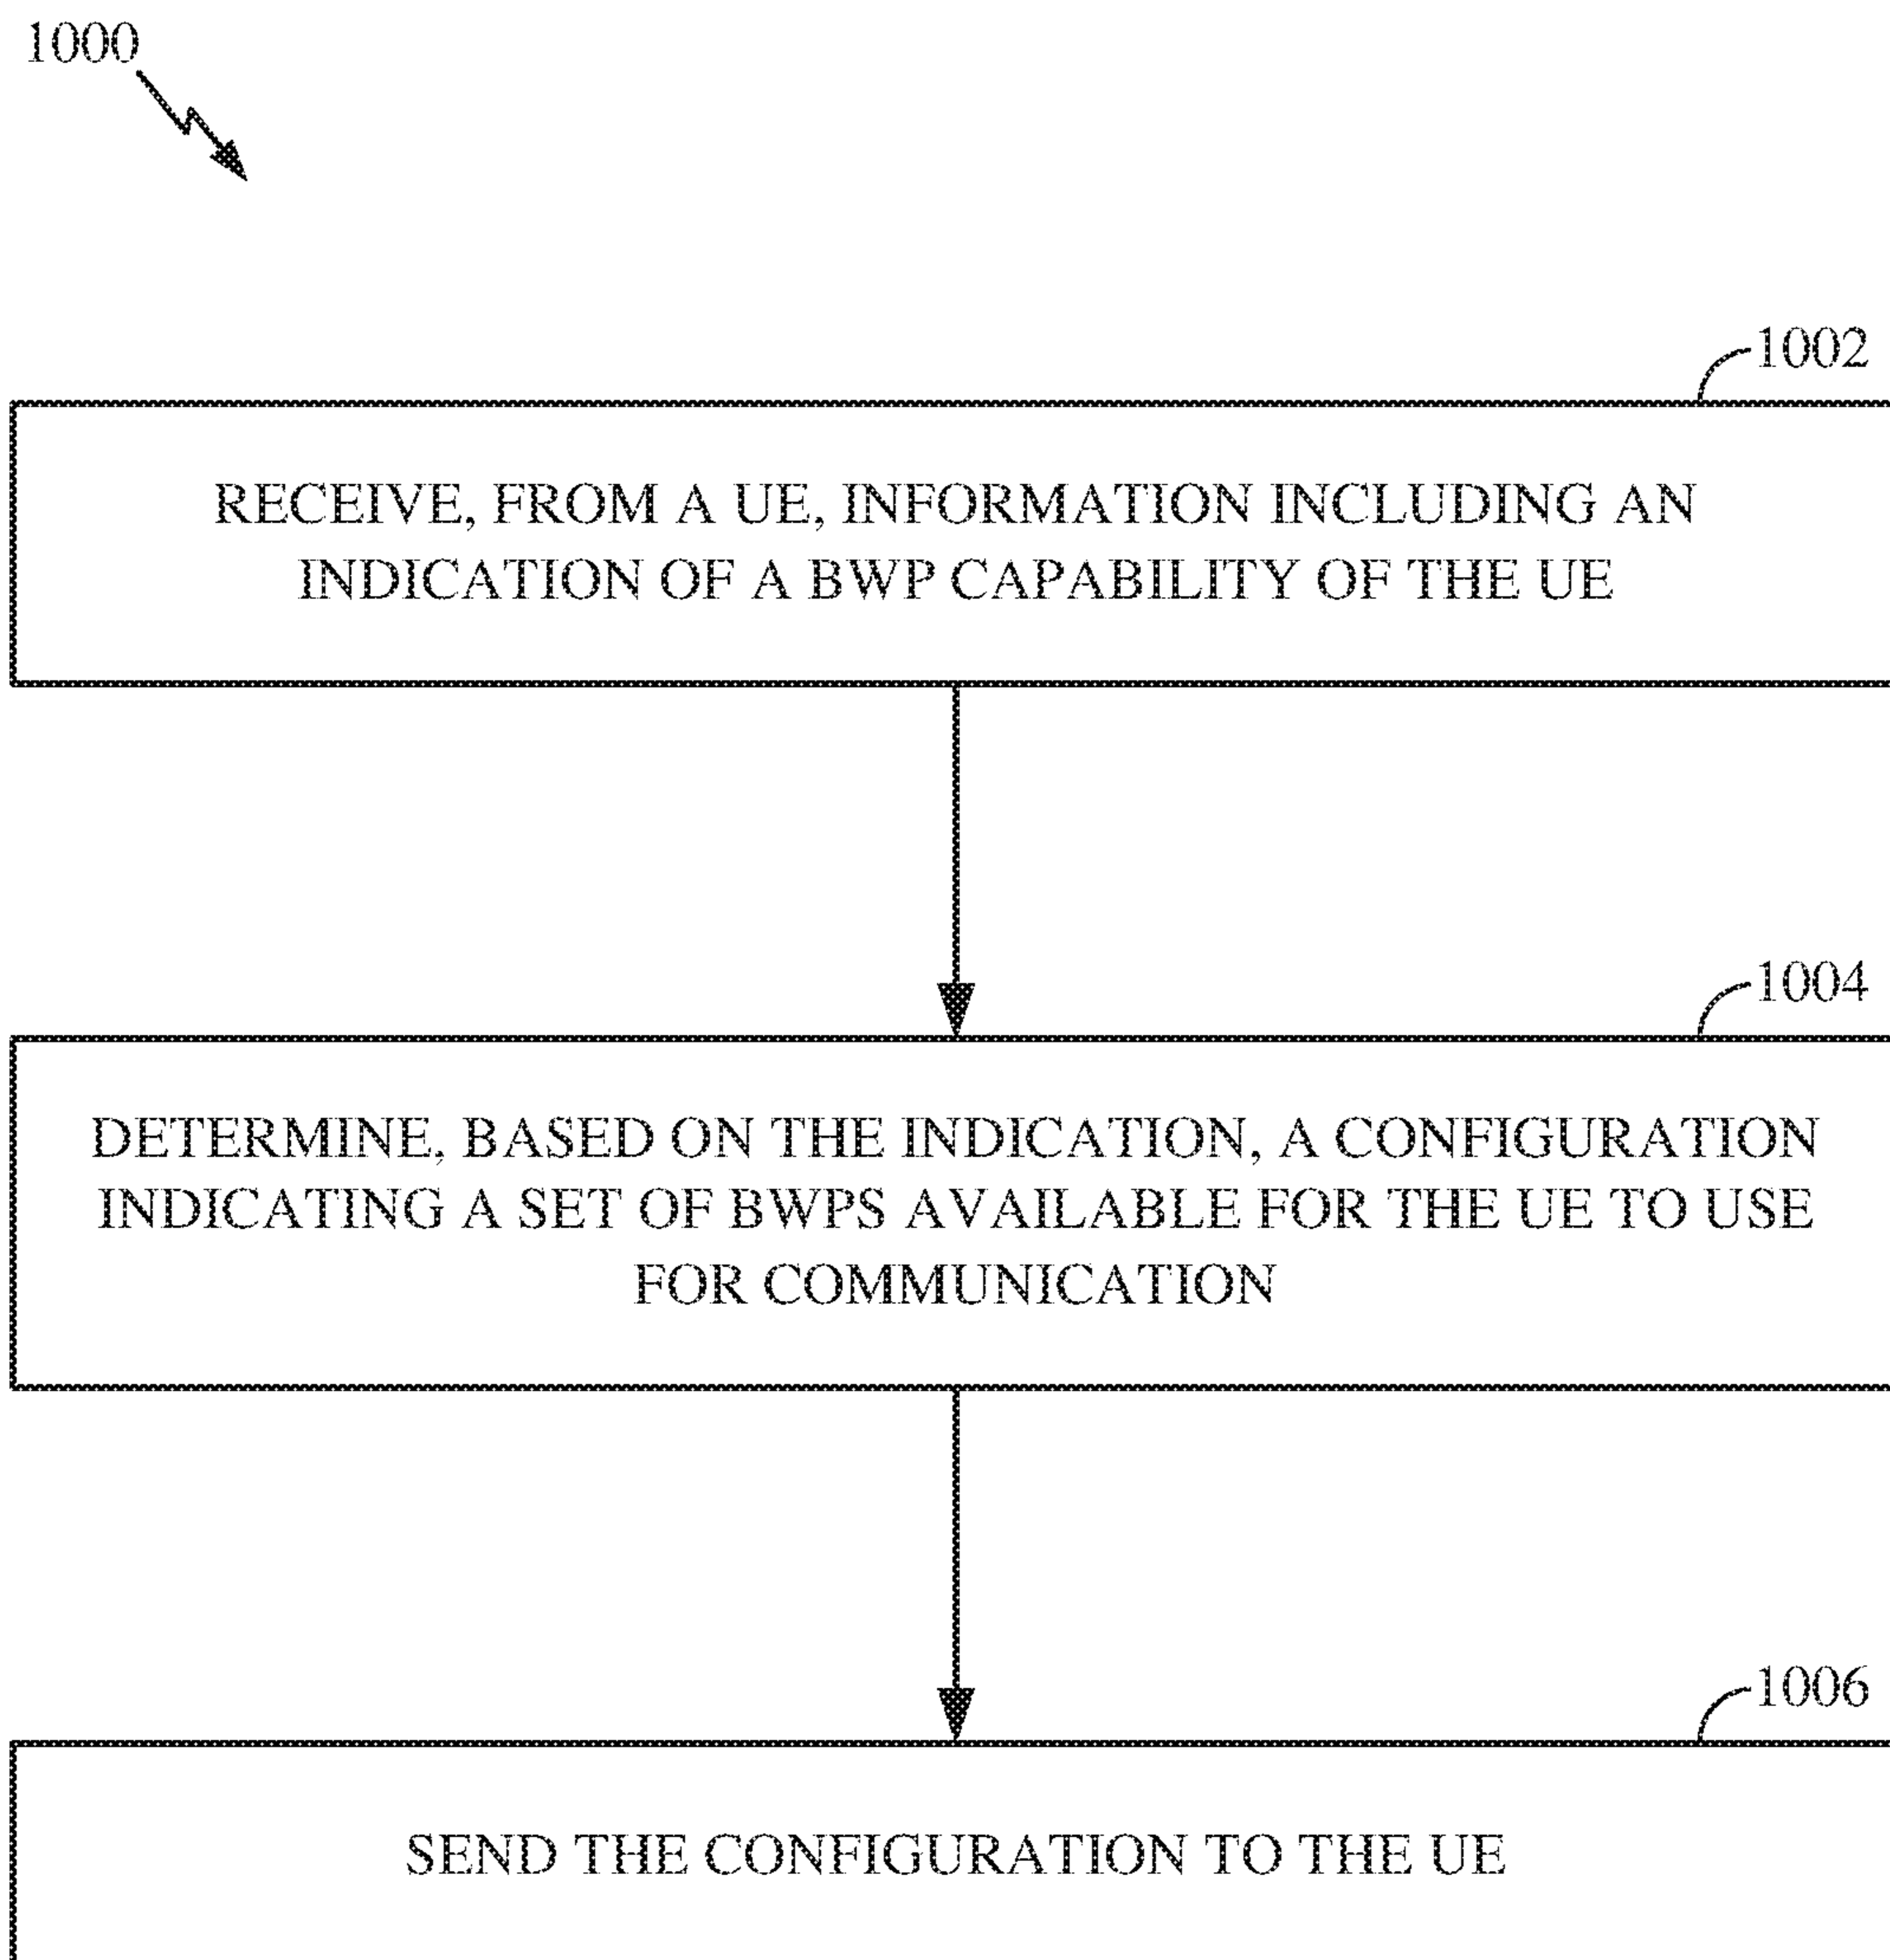 1000
1002
RECEIVE, FROM A UE, INFORMATION INCLUDING AN
INDICATION OF A BWP CAPABILITY OF THE UE
1004
DETERMINE, BASED ON THE INDICATION, A CONFIGURATION
INDICATING A SET OF BWPS AVAILABLE FOR THE UE TO USE
FOR COMMUNICATION
1006
SEND THE CONFIGURATION TO THE UE